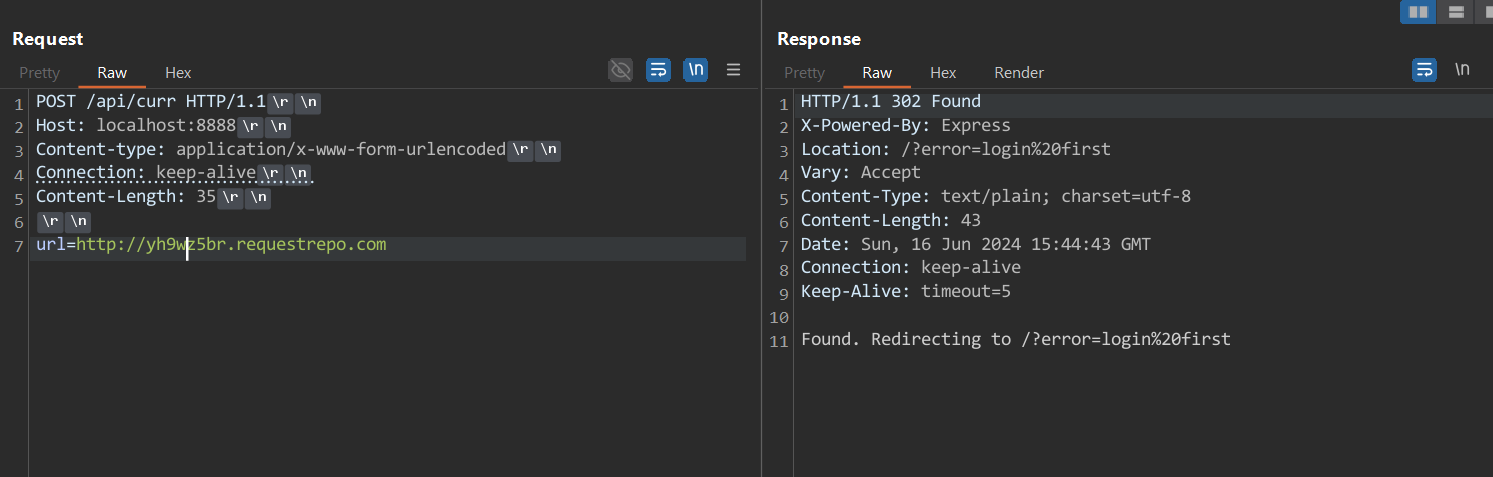 Request
Pretty Raw Hex \n
1 POST /api/curr HTTP/1.1\r\n
2 Host: localhost:8888\r\n
3 Content-type: application/x-www-form-urlencoded\r\n
4 Connection: keep-alive\r\n
5 Content-Length: 35\r\n
6 \r\n
7 url=http://yh9wz5br.requestrepo.com
Response
Pretty Raw Hex Render \n
1 HTTP/1.1 302 Found
2 X-Powered-By: Express
3 Location: /?error=login%20first
4 Vary: Accept
5 Content-Type: text/plain; charset=utf-8
6 Content-Length: 43
7 Date: Sun, 16 Jun 2024 15:44:43 GMT
8 Connection: keep-alive
9 Keep-Alive: timeout=5
10
11 Found. Redirecting to /?error=login%20first